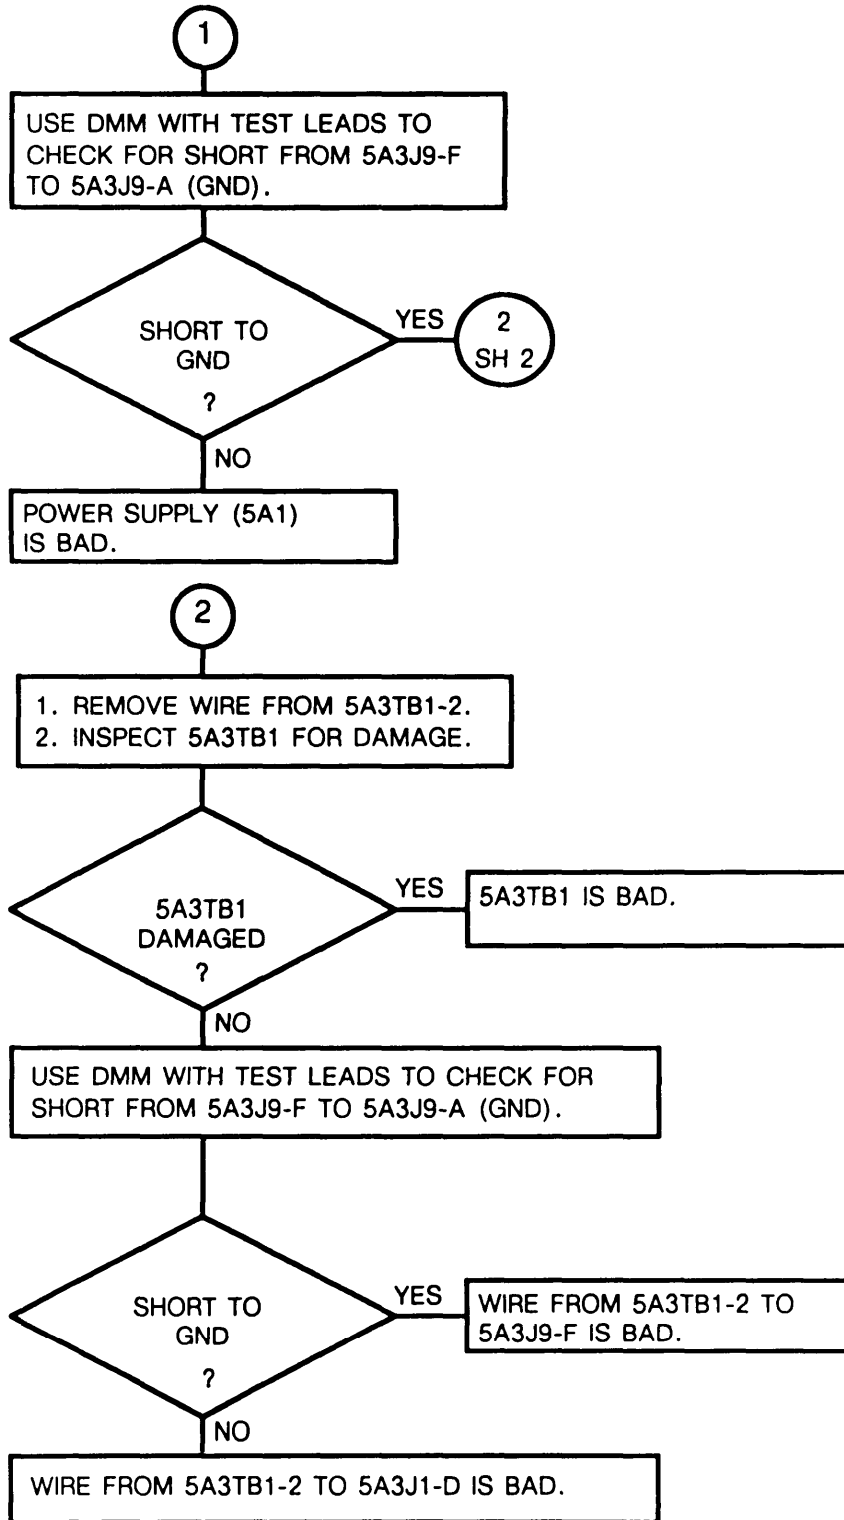 1
USE DMM WITH TEST LEADS TO
CHECK FOR SHORT FROM 5A3J9-F
TO 5A3J9-A (GND).
SHORT TO
GND
?
YES
2
SH 2
NO
POWER SUPPLY (5A1)
IS BAD.
2
1. REMOVE WIRE FROM 5A3TB1-2.
2. INSPECT 5A3TB1 FOR DAMAGE.
5A3TB1
DAMAGED
?
YES
5A3TB1 IS BAD.
NO
USE DMM WITH TEST LEADS TO CHECK FOR
SHORT FROM 5A3J9-F TO 5A3J9-A (GND).
SHORT TO
GND
?
YES
WIRE FROM 5A3TB1-2 TO
5A3J9-F IS BAD.
NO
WIRE FROM 5A3TB1-2 TO 5A3J1-D IS BAD.